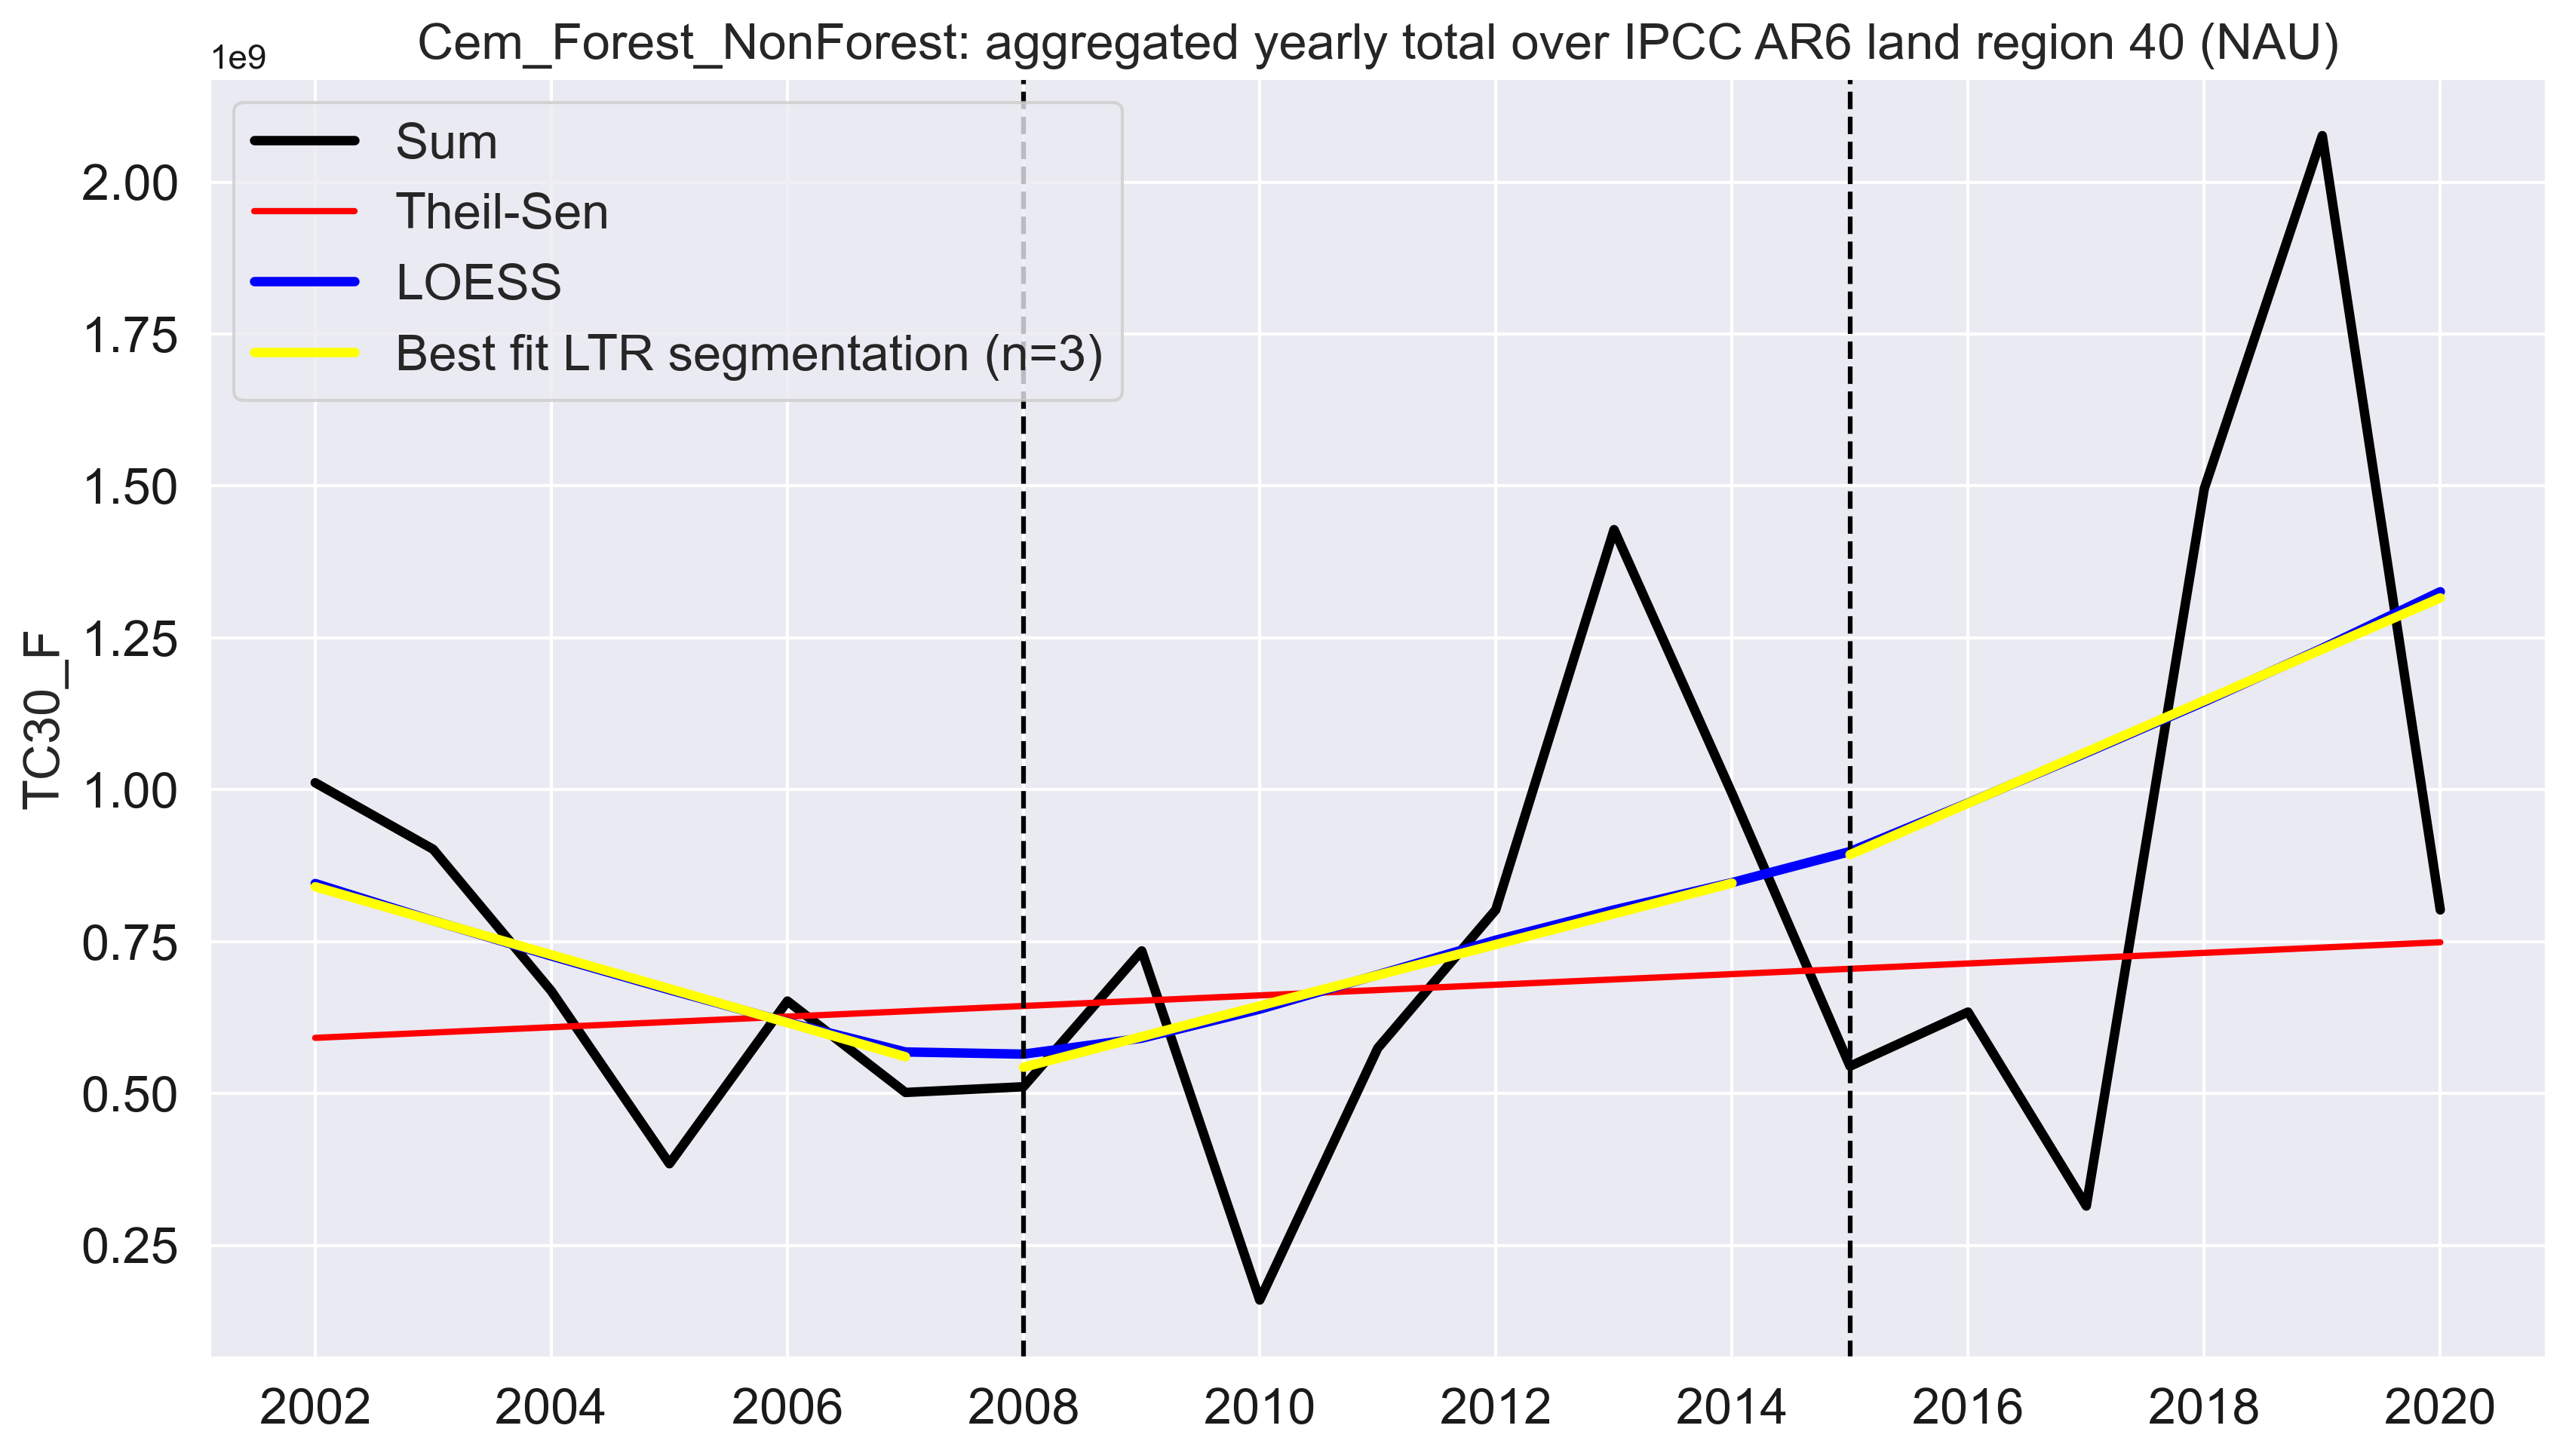 Cem_Forest_NonForest: aggregated yearly total over IPCC AR6 land region 40 (NAU)
1e9
Sum
Theil-Sen
LOESS
Best fit LTR segmentation (n=3)
TC30_F
2.00
1.75
1.50
1.25
1.00
0.75
0.50
0.25
2002 2004 2006 2008 2010 2012 2014 2016 2018 2020